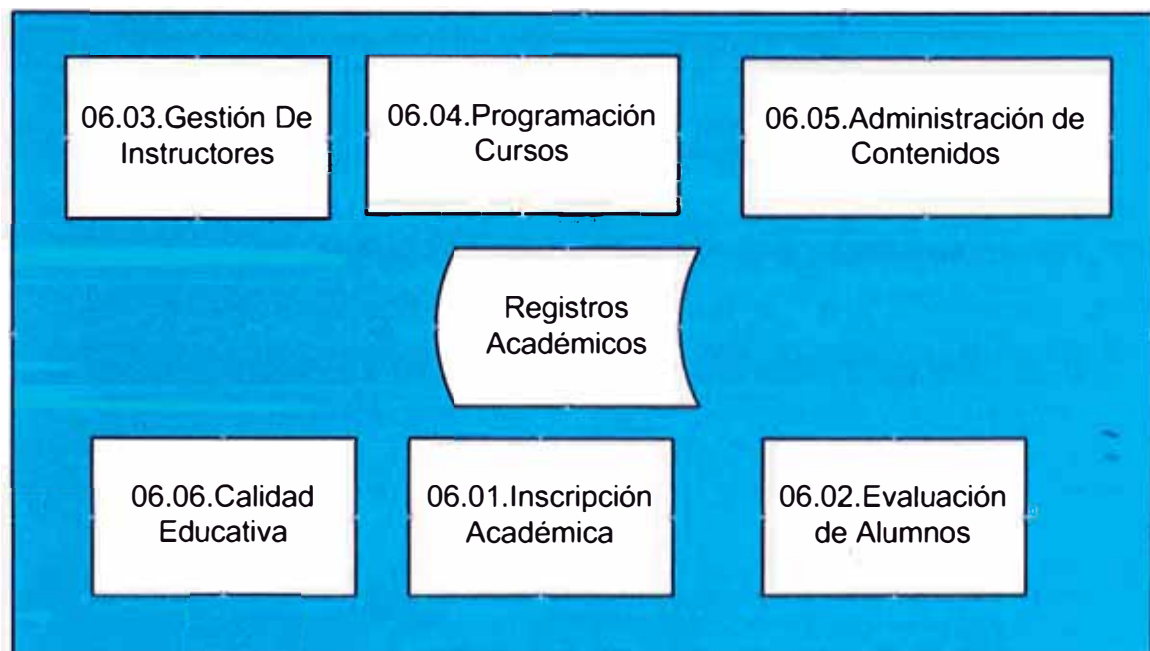 06.03.Gestión De
Instructores
06.04.Programación
Cursos
06.05.Administración de
Contenidos
Registros
Académicos
06.06.Calidad
Educativa
06.01.Inscripción
Académica
06.02.Evaluación
de Alumnos